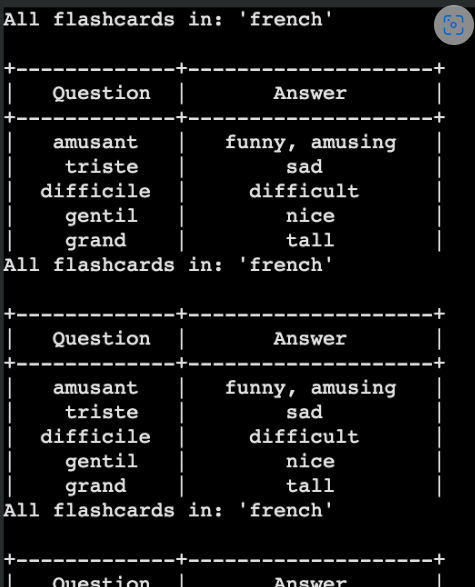 All flashcards in: 'french'
+-------------+--------------------+
| Question | Answer |
+-------------+--------------------+
| amusant | funny, amusing |
| triste | sad |
| difficile | difficult |
| gentil | nice |
| grand | tall |
All flashcards in: 'french'
+-------------+--------------------+
| Question | Answer |
+-------------+--------------------+
| amusant | funny, amusing |
| triste | sad |
| difficile | difficult |
| gentil | nice |
| grand | tall |
All flashcards in: 'french'
+-------------+--------------------+
| Question | Answer |